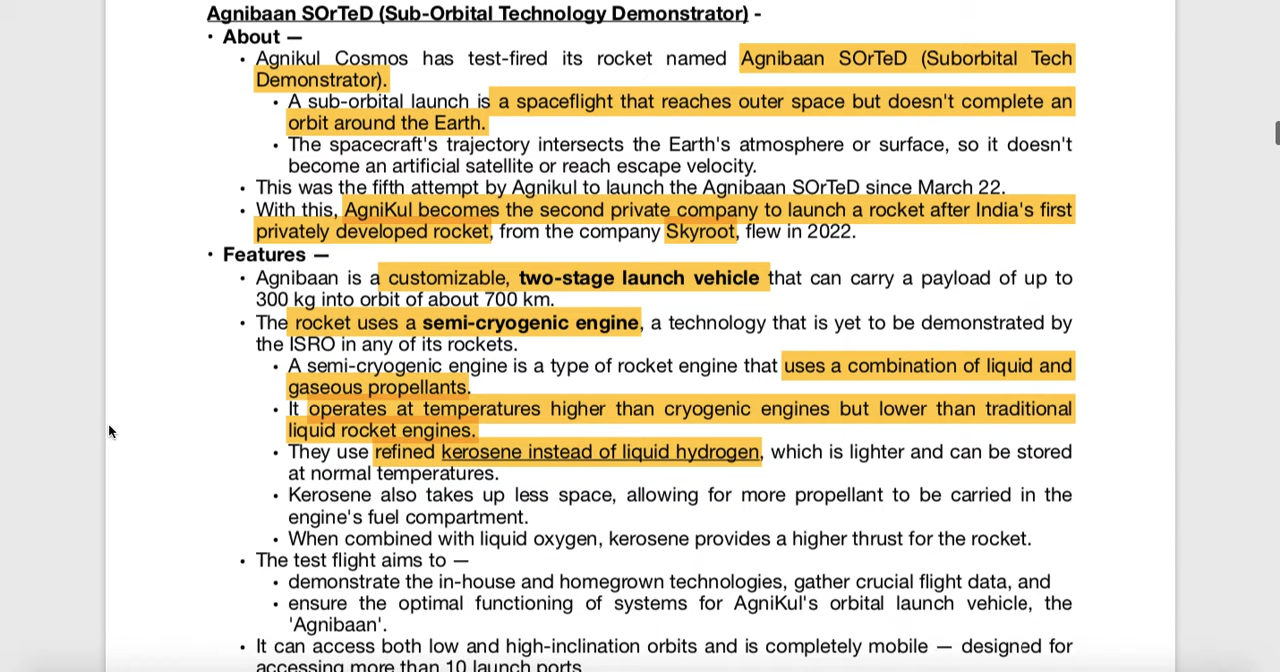 Agnibaan SOrTeD (Sub-Orbital Technology Demonstrator) -
• About —
• Agnikul Cosmos has test-fired its rocket named Agnibaan SOrTeD (Suborbital Tech
Demonstrator).
• A sub-orbital launch is a spaceflight that reaches outer space but doesn't complete an
orbit around the Earth.
• The spacecraft's trajectory intersects the Earth's atmosphere or surface, so it doesn't
become an artificial satellite or reach escape velocity.
• This was the fifth attempt by Agnikul to launch the Agnibaan SOrTeD since March 22.
• With this, AgniKul becomes the second private company to launch a rocket after India's first
privately developed rocket, from the company Skyroot, flew in 2022.
• Features —
• Agnibaan is a customizable, two-stage launch vehicle that can carry a payload of up to
300 kg into orbit of about 700 km.
• The rocket uses a semi-cryogenic engine, a technology that is yet to be demonstrated by
the ISRO in any of its rockets.
• A semi-cryogenic engine is a type of rocket engine that uses a combination of liquid and
gaseous propellants.
• It operates at temperatures higher than cryogenic engines but lower than traditional
liquid rocket engines.
• They use refined kerosene instead of liquid hydrogen, which is lighter and can be stored
at normal temperatures.
• Kerosene also takes up less space, allowing for more propellant to be carried in the
engine's fuel compartment.
• When combined with liquid oxygen, kerosene provides a higher thrust for the rocket.
• The test flight aims to —
• demonstrate the in-house and homegrown technologies, gather crucial flight data, and
• ensure the optimal functioning of systems for AgniKul's orbital launch vehicle, the
'Agnibaan'.
• It can access both low and high-inclination orbits and is completely mobile — designed for
accessing more than 10 launch ports